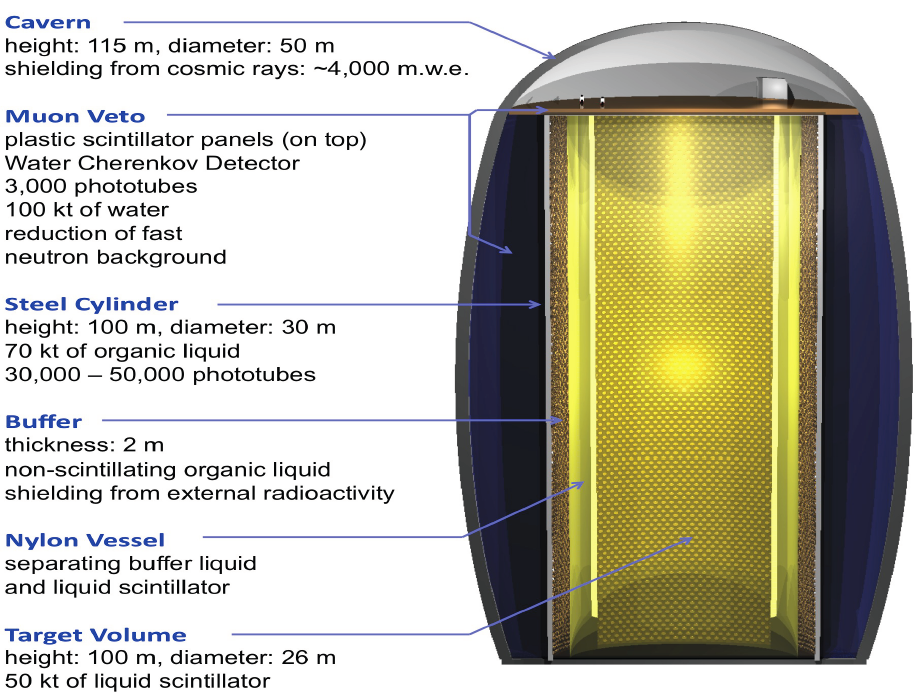 Cavern
height: 115 m, diameter: 50 m
shielding from cosmic rays: ~4,000 m.w.e.
Muon Veto
plastic scintillator panels (on top)
Water Cherenkov Detector
3,000 phototubes
100 kt of water
reduction of fast
neutron background
Steel Cylinder
height: 100 m, diameter: 30 m
70 kt of organic liquid
30,000 – 50,000 phototubes
Buffer
thickness: 2 m
non-scintillating organic liquid
shielding from external radioactivity
Nylon Vessel
separating buffer liquid
and liquid scintillator
Target Volume
height: 100 m, diameter: 26 m
50 kt of liquid scintillator